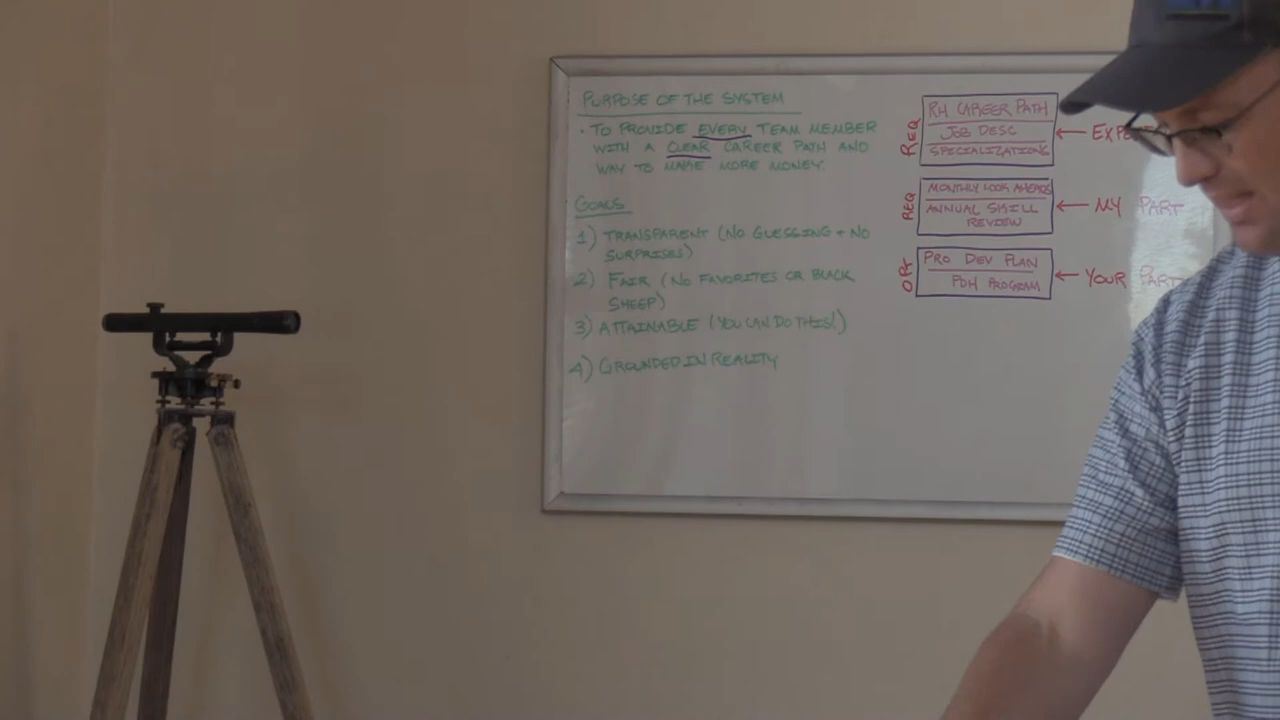 PURPOSE OF THE SYSTEM
• TO PROVIDE EVERY TEAM MEMBER
WITH A CLEAR CAREER PATH AND
WAY TO MAKE MORE MONEY.
GOALS
1) TRANSPARENT (NO GUESSING + NO
SURPRISES)
2) FAIR (NO FAVORITES OR BLACK
SHEEP)
3) ATTAINABLE (YOU CAN DO THIS!)
4) GROUNDED IN REALITY
REQ
RH CAREER PATH
JOB DESC
SPECIALIZATIONS
← EXPE
REQ
MONTHLY LOOK AHEADS
ANNUAL SKILL
REVIEW
← MY PART
OPT
PRO DEV PLAN
PDH PROGRAM
← YOUR PART